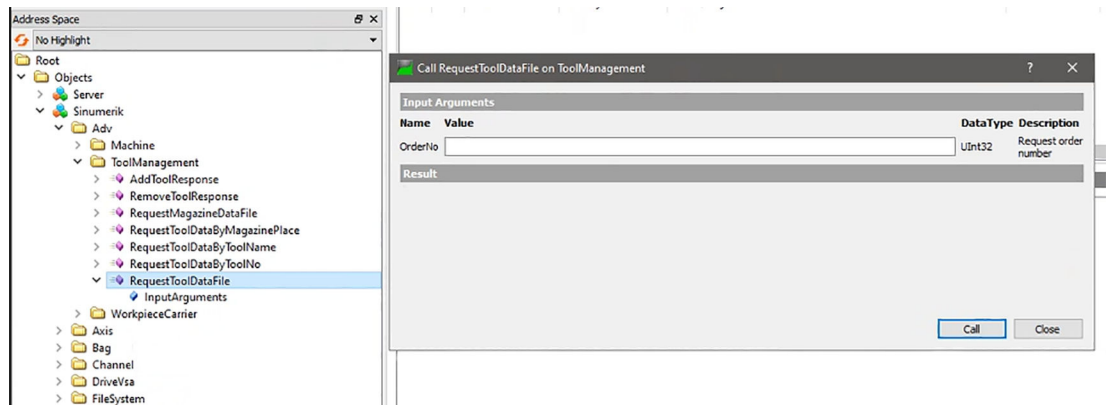 Address Space
No Highlight
Root
Objects
Server
Sinumerik
Adv
Machine
ToolManagement
AddToolResponse
RemoveToolResponse
RequestMagazineDataFile
RequestToolDataByMagazinePlace
RequestToolDataByToolName
RequestToolDataByToolNo
RequestToolDataFile
InputArguments
WorkpieceCarrier
Axis
Bag
Channel
DriveVsa
FileSystem
Call RequestToolDataFile on ToolManagement
Input Arguments
Name Value DataType Description
OrderNo UInt32 Request order
number
Result
Call Close